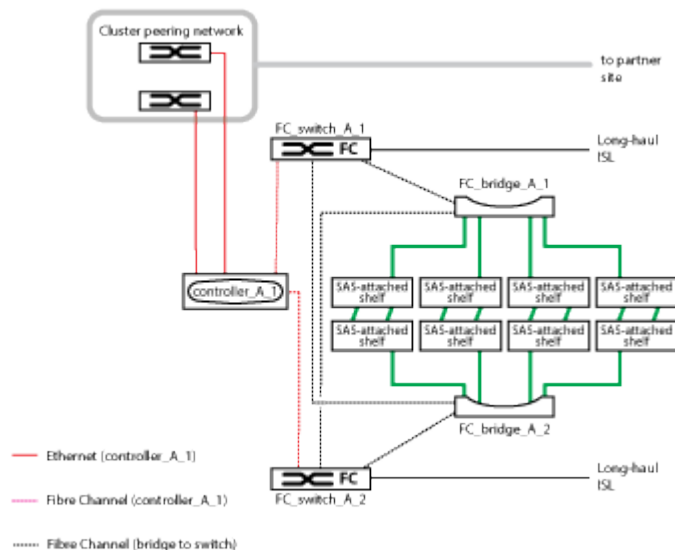 Cluster peering network
to partner
site
FC_switch_A_1
FC
Long-haul
ISL
FC_bridge_A_1
controller_A_1
SAS-attached
shelf
SAS-attached
shelf
SAS-attached
shelf
SAS-attached
shelf
SAS-attached
shelf
SAS-attached
shelf
SAS-attached
shelf
SAS-attached
shelf
FC_bridge_A_2
Ethernet (controller_A_1)
FC
Long-haul
ISL
Fibre Channel (controller_A_1)
FC_switch_A_2
Fibre Channel (bridge to switch)